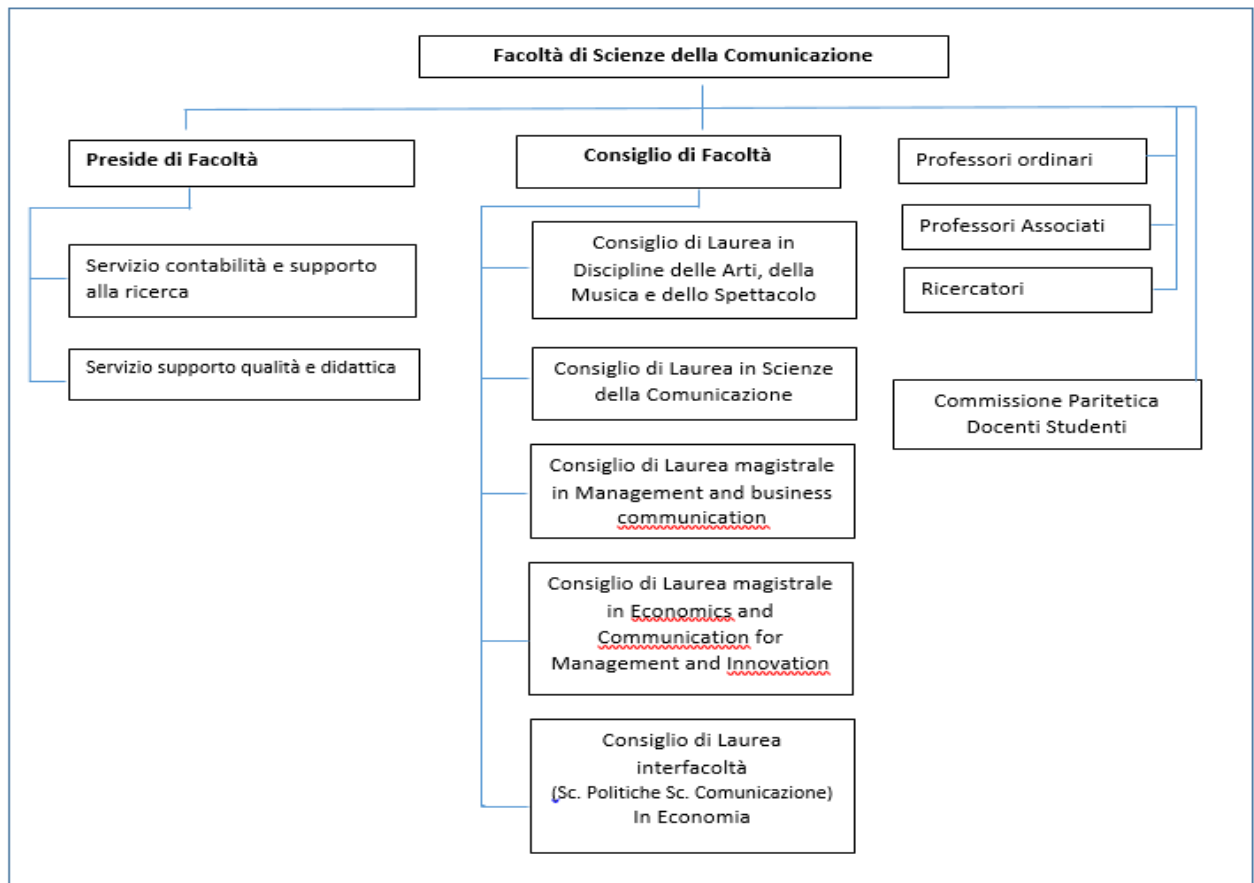 Facoltà di Scienze della Comunicazione
Preside di Facoltà
Servizio contabilità e supporto
alla ricerca
Servizio supporto qualità e didattica
Consiglio di Facoltà
Consiglio di Laurea in
Discipline delle Arti, della
Musica e dello Spettacolo
Consiglio di Laurea in Scienze
della Comunicazione
Consiglio di Laurea magistrale
in Management and business
communication
Consiglio di Laurea magistrale
in Economics and
Communication for
Management and Innovation
Consiglio di Laurea
interfacoltà
(Sc. Politiche Sc. Comunicazione)
In Economia
Professori ordinari
Professori Associati
Ricercatori
Commissione Paritetica
Docenti Studenti